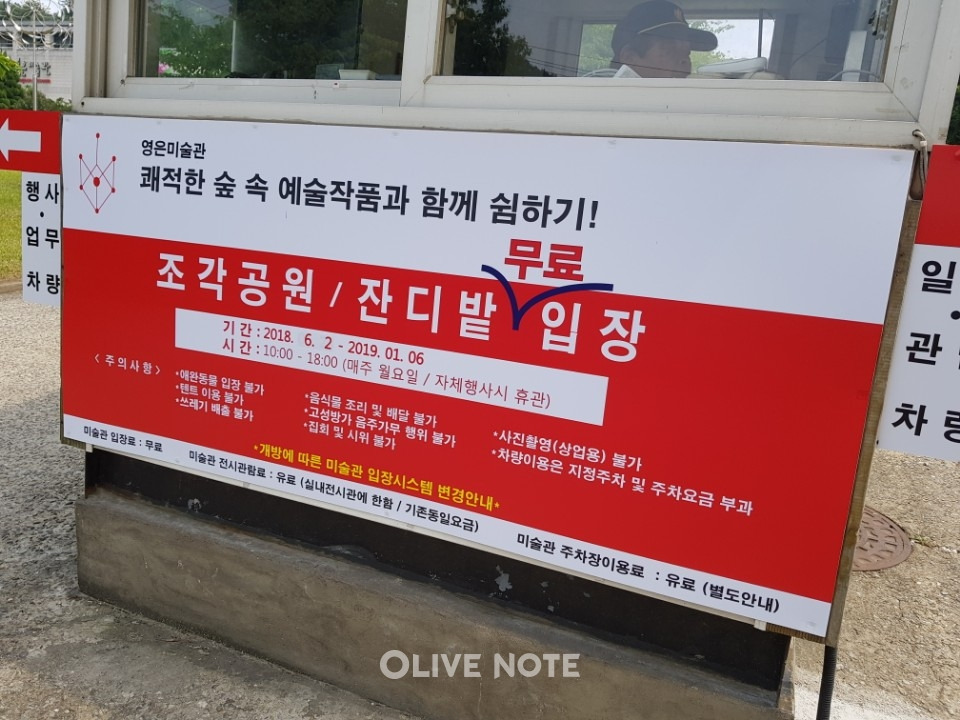 영은미술관
쾌적한 숲 속 예술작품과 함께 쉼하기!
무료
조각공원 / 잔디밭 입장
기 간 : 2018. 6. 2 - 2019. 01. 06
시 간 : 10:00 - 18:00 (매주 월요일 / 자체행사시 휴관)
< 주 의 사 항 >
*애완동물 입장 불가
*텐트 이용 불가
*쓰레기 배출 불가
*음식물 조리 및 배달 불가
*고성방가 음주가무 행위 불가
*집회 및 시위 불가
*사진촬영(상업용) 불가
*차량이용은 지정주차 및 주차요금 부과
*개방에 따른 미술관 입장시스템 변경안내*
미술관 입장료 : 무료
미술관 전시관람료 : 유료 (실내전시관에 한함 / 기존동일요금)
미술관 주차장이용료 : 유료 (별도안내)
행 사
·
업 무
차 량
일
관
차 량
OLIVE NOTE